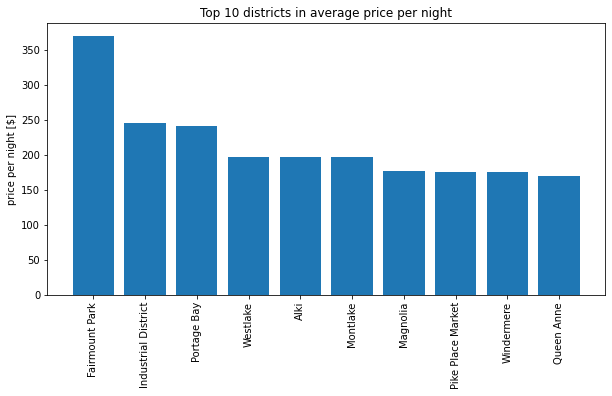 Top 10 districts in average price per night
price per night [$]
350
300
250
200
150
100
50
0
Fairmount Park
Industrial District
Portage Bay
Westlake
Alki
Montlake
Magnolia
Pike Place Market
Windermere
Queen Anne